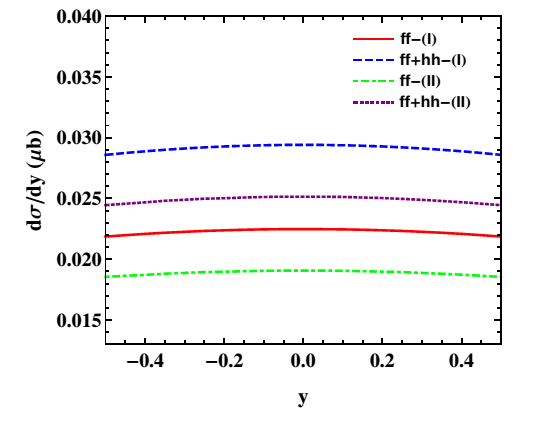 0.040
0.035
0.030
0.025
0.020
0.015
dσ/dy (μb)
ff-(I)
ff+hh-(I)
ff-(II)
ff+hh-(II)
−0.4 −0.2 0.0 0.2 0.4
y